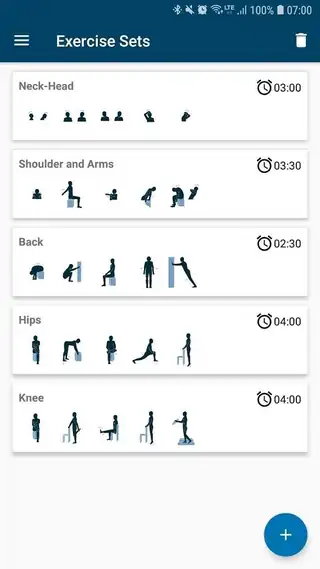 LTE 100% 07:00
Exercise Sets
Neck-Head 03:00
Shoulder and Arms 03:30
Back 02:30
Hips 04:00
Knee 04:00
+